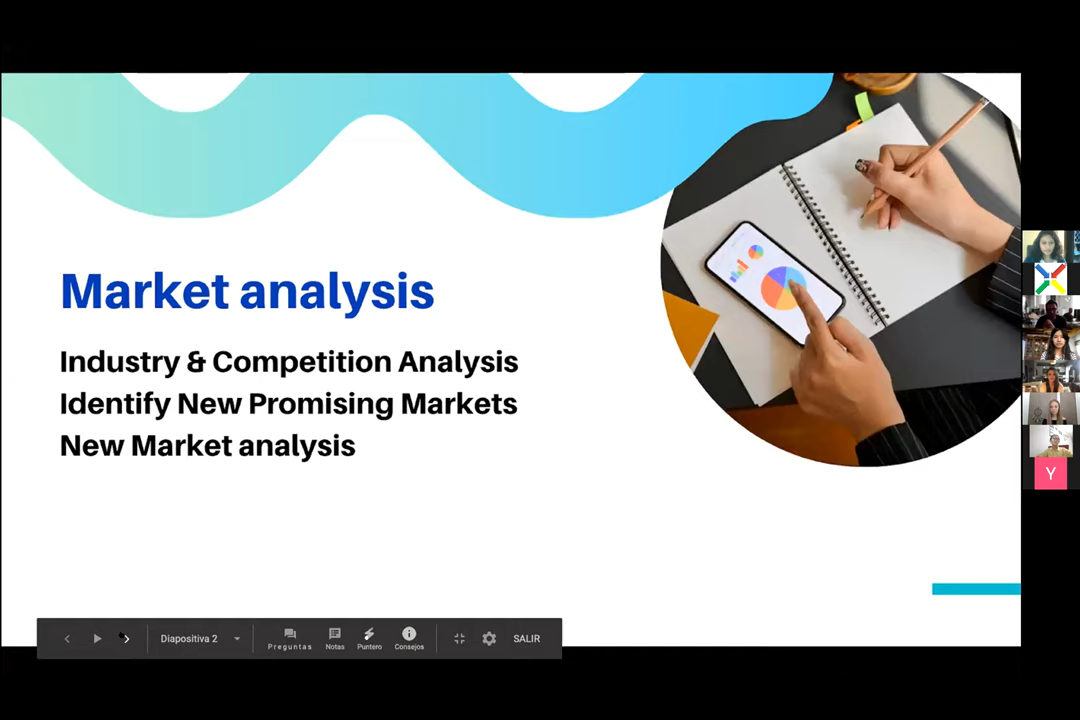 Market analysis
Industry & Competition Analysis
Identify New Promising Markets
New Market analysis
Y
Diapositiva 2
Preguntas
Notas
Puntero
Consejos
SALIR